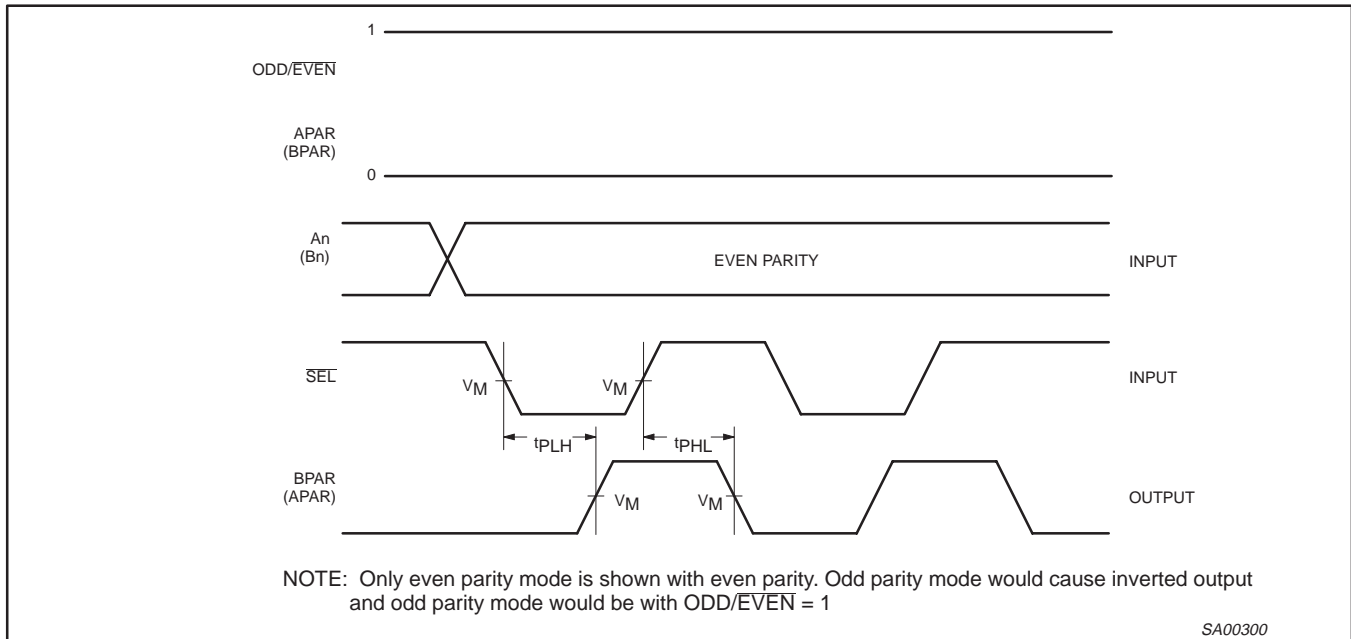 1
ODD/EVEN
APAR
(BPAR)
0
An
(Bn)
EVEN PARITY
INPUT
SEL
VM
VM
INPUT
tPLH
tPHL
BPAR
(APAR)
VM
VM
OUTPUT
NOTE: Only even parity mode is shown with even parity. Odd parity mode would cause inverted output
and odd parity mode would be with ODD/EVEN = 1
SA00300